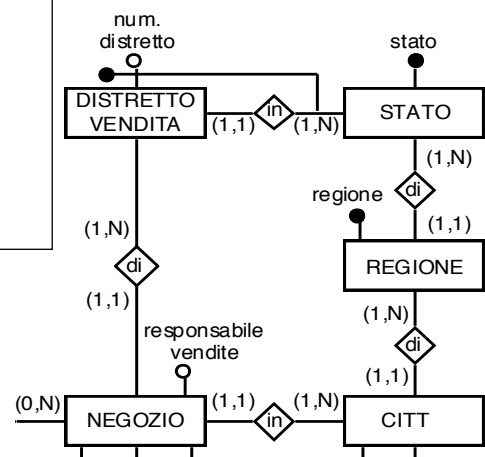 num.
distretto
stato
DISTRETTO
VENDITA
in
STATO
(1,1)
(1,N)
(1,N)
di
regione
(1,1)
(1,N)
di
REGIONE
(1,1)
(1,N)
responsabile
vendite
di
(1,1)
(0,N)
NEGOZIO
(1,1)
in
(1,N)
CITT